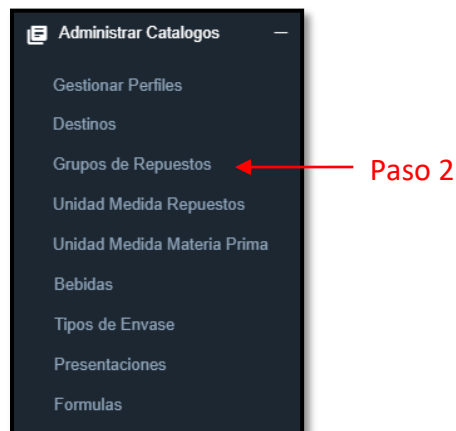 Administrar Catalogos
Gestionar Perfiles
Destinos
Grupos de Repuestos
Paso 2
Unidad Medida Repuestos
Unidad Medida Materia Prima
Bebidas
Tipos de Envase
Presentaciones
Formulas